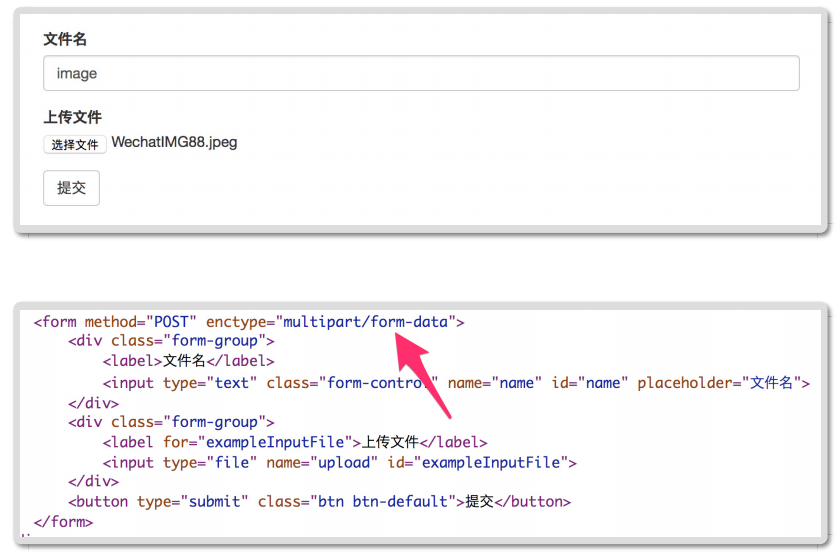 文件名
image
上传文件
选择文件 WechatIMG88.jpeg
提交
<form method="POST" enctype="multipart/form-data">
<div class="form-group">
<label>文件名</label>
<input type="text" class="form-control" name="name" id="name" placeholder="文件名">
</div>
<div class="form-group">
<label for="exampleInputFile">上传文件</label>
<input type="file" name="upload" id="exampleInputFile">
</div>
<button type="submit" class="btn btn-default">提交</button>
</form>